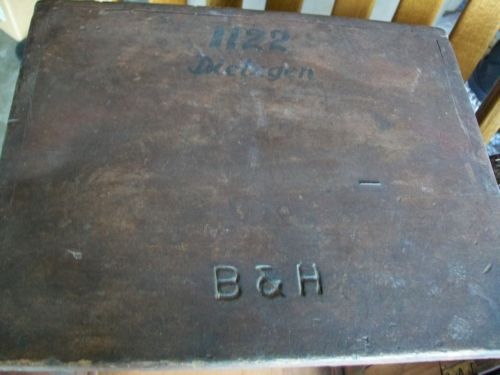 1122
Dietzgen
B & H